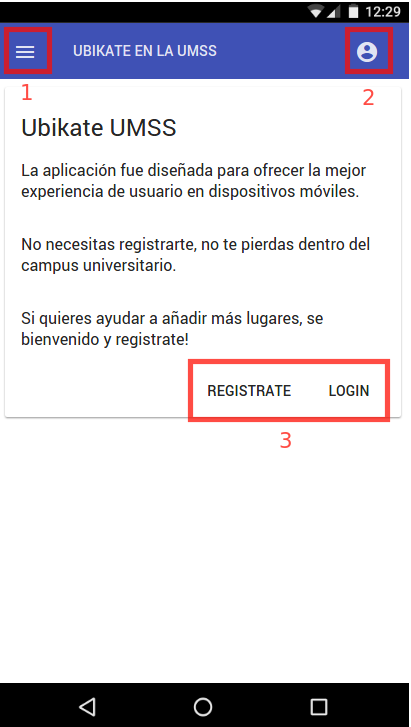 12:29
UBIKATE EN LA UMSS
1
2
Ubikate UMSS
La aplicación fue diseñada para ofrecer la mejor
experiencia de usuario en dispositivos móviles.
No necesitas registrarte, no te pierdas dentro del
campus universitario.
Si quieres ayudar a añadir más lugares, se
bienvenido y registrate!
REGISTRATE LOGIN
3